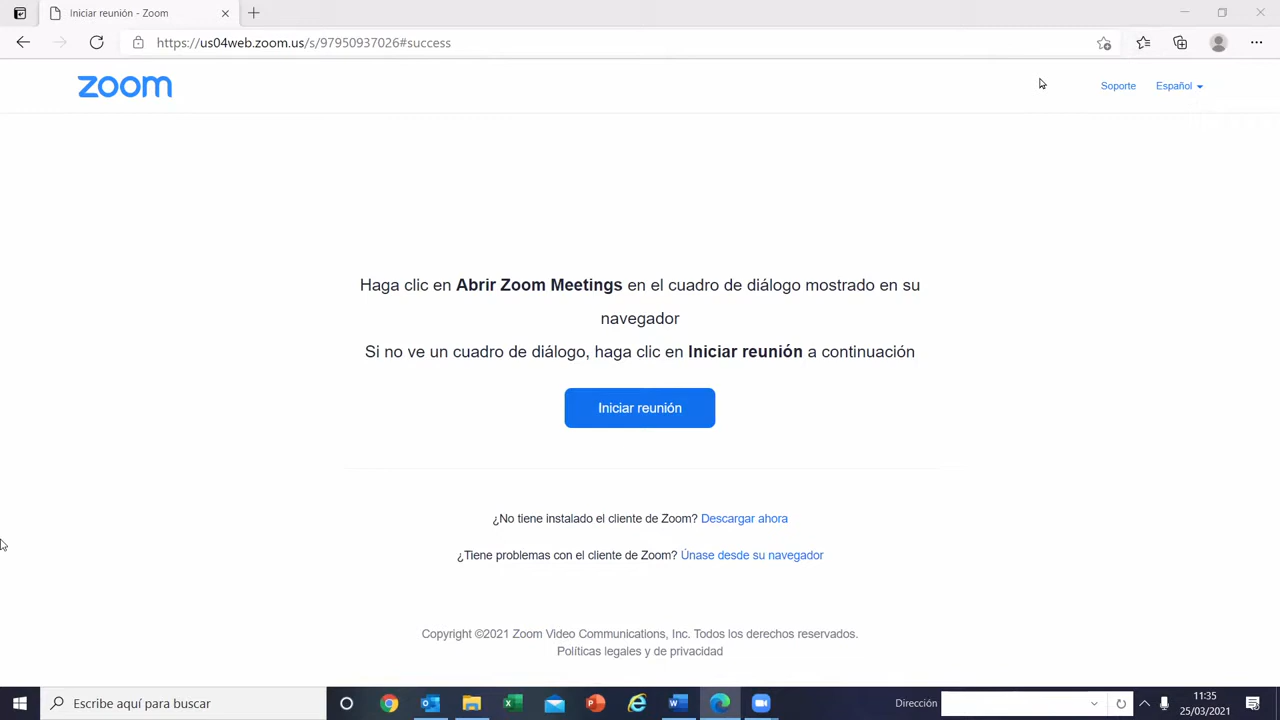 Iniciar reunión - Zoom
https://us04web.zoom.us/s/97950937026#success
zoom
Soporte
Español
Haga clic en Abrir Zoom Meetings en el cuadro de diálogo mostrado en su
navegador
Si no ve un cuadro de diálogo, haga clic en Iniciar reunión a continuación
Iniciar reunión
¿No tiene instalado el cliente de Zoom? Descargar ahora
¿Tiene problemas con el cliente de Zoom? Únase desde su navegador
Copyright ©2021 Zoom Video Communications, Inc. Todos los derechos reservados.
Políticas legales y de privacidad
Escribe aquí para buscar
Dirección
11:35
25/03/2021